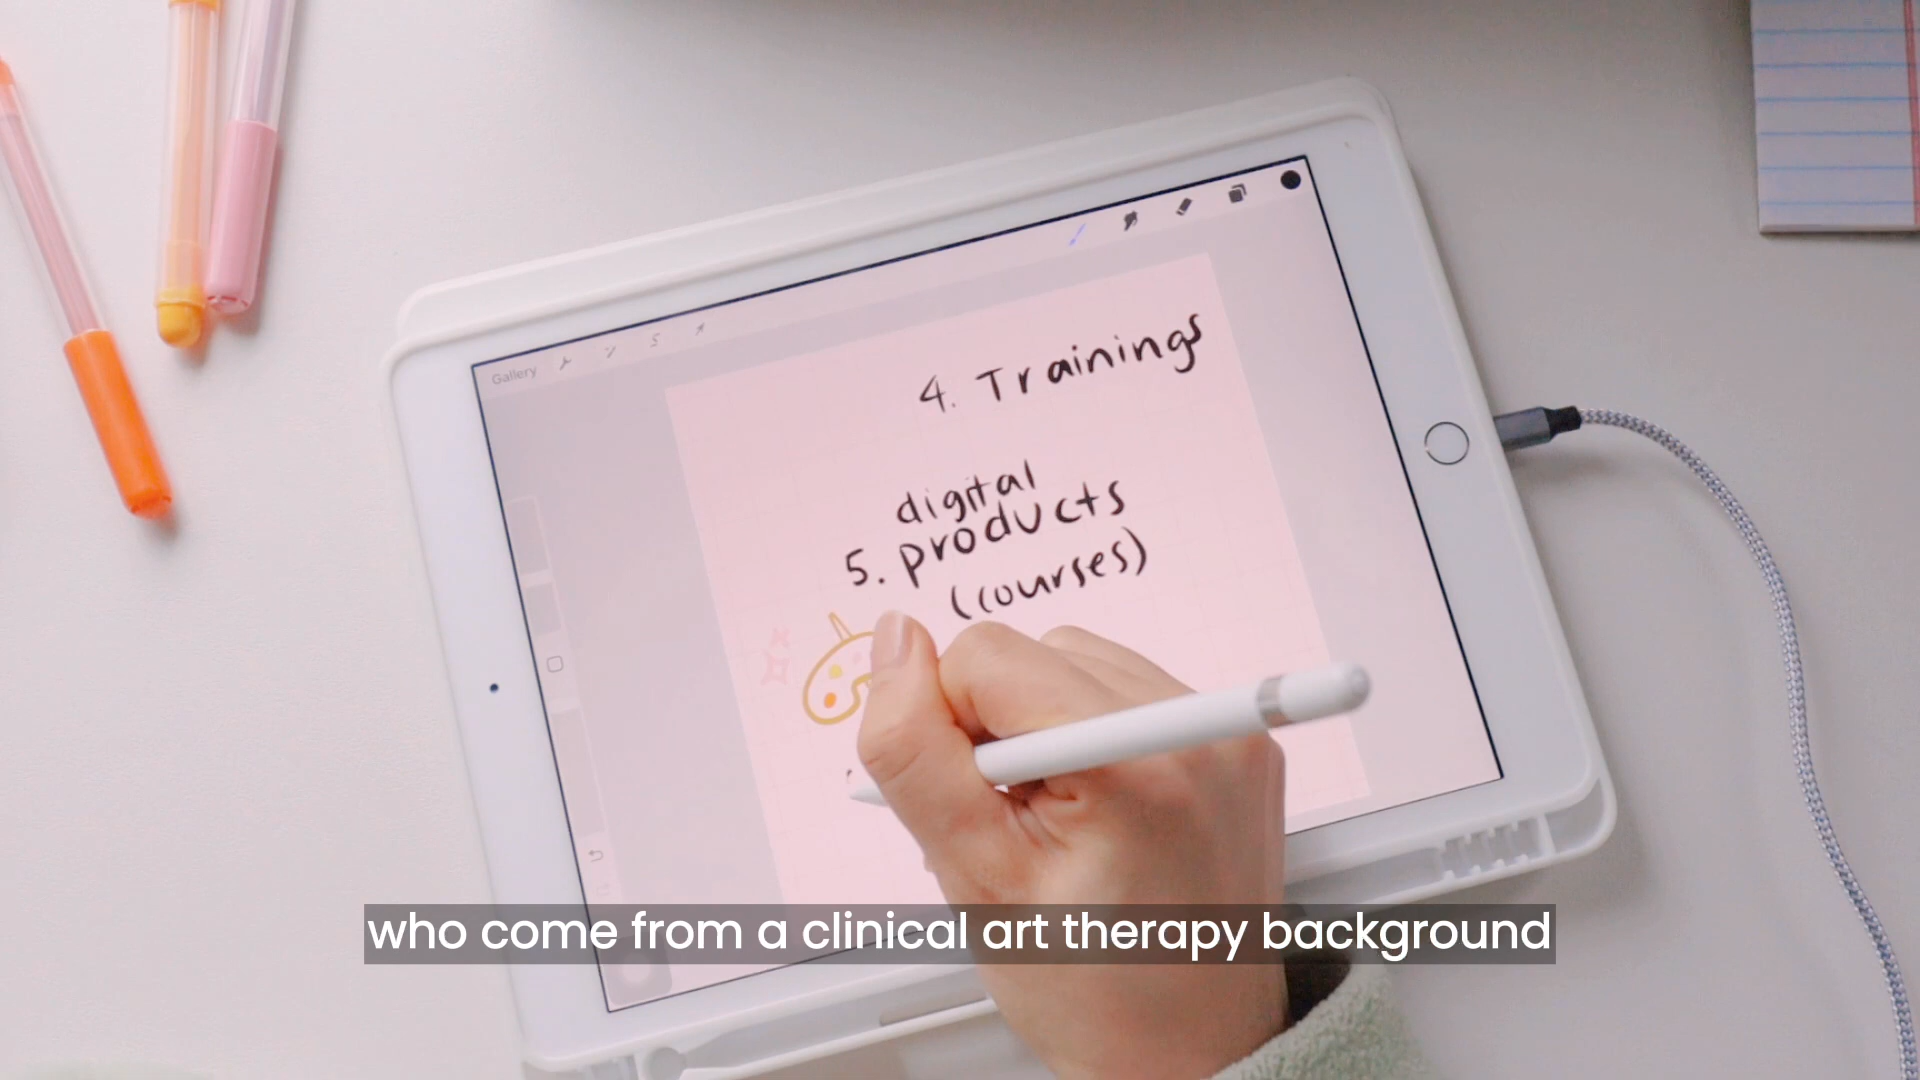 Gallery
4. Trainings
digital
5. products
(courses)
who come from a clinical art therapy background